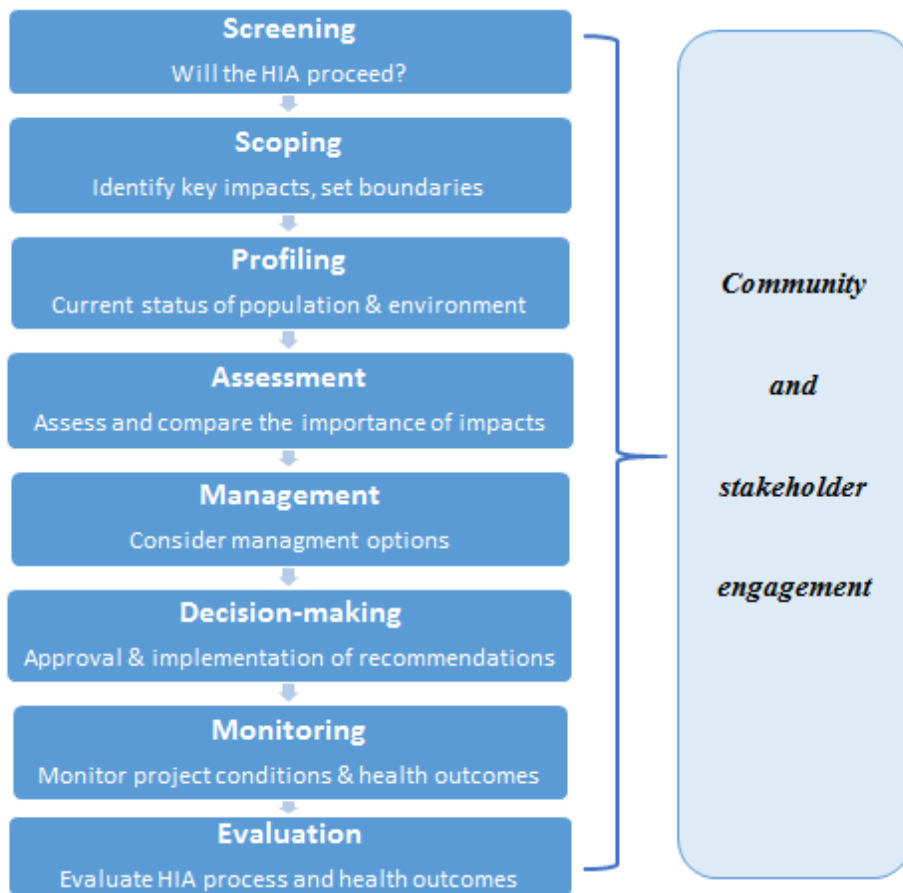 Screening
Will the HIA proceed?
Scoping
Identify key impacts, set boundaries
Profiling
Current status of population & environment
Assessment
Assess and compare the importance of impacts
Management
Consider managment options
Decision-making
Approval & implementation of recommendations
Monitoring
Monitor project conditions & health outcomes
Evaluation
Evaluate HIA process and health outcomes
Community
and
stakeholder
engagement